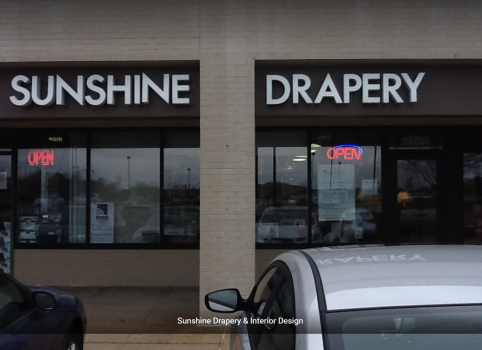 SUNSHINE DRAPERY
OPEN OPEN
Sunshine Drapery & Interior Design